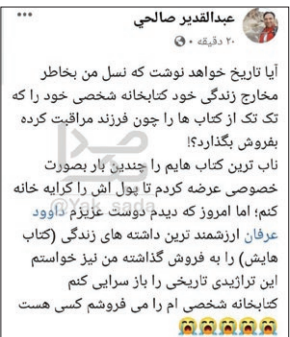 عبدالقدیر صالحي
۲۰ دقیقه
آیا تاریخ خواهد نوشت که نسل من بخاطر
مخارج زندگی خود کتابخانه شخصی خود را که
تک تک از کتاب ها را چون فرزند مراقبت کرده
بفروش بگذارد؟!
ناب ترین کتاب هایم را چندین بار بصورت
خصوصی عرضه کردم تا پول اش را کرایه خانه
کنم؛ اما امروز که دیدم دوست عزیزم داوود
عرفان ارزشمند ترین داشته های زندگی (کتاب
هایش) را به فروش گذاشته من نیز خواستم
این تراژیدی تاریخی را باز سرایی کنم
کتابخانه شخصی ام را می فروشم کسی هست
😭😭😭😭😭
@Yak_sada